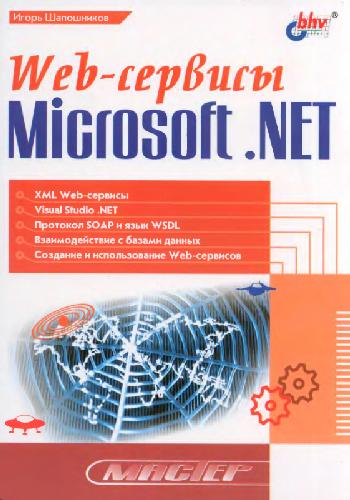 Игорь Шапошников
bhv
Web-сервисы
Microsoft .NET
XML Web-сервисы
Visual Studio .NET
Протокол SOAP и язык WSDL
Взаимодействие с базами данных
Создание и использование Web-сервисов
МАСТЕР